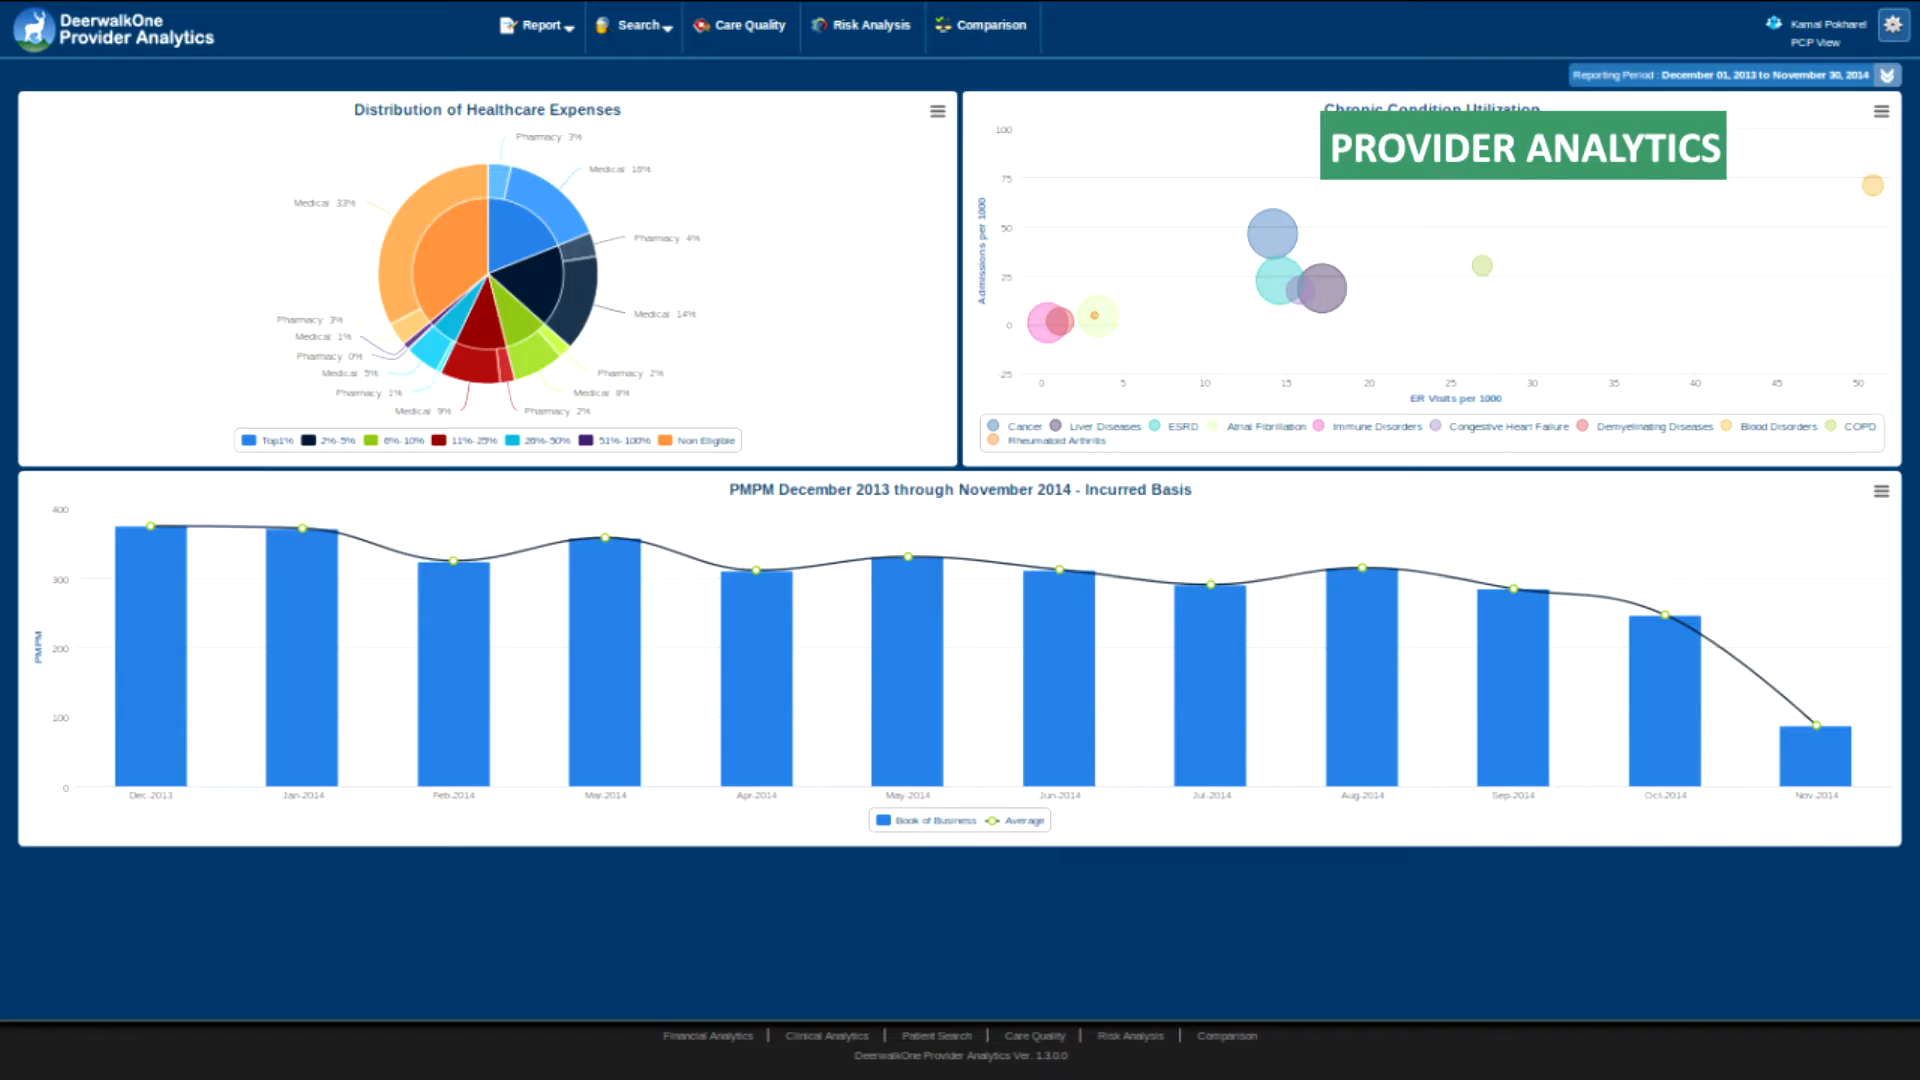 DeerwalkOne
Provider Analytics
Report
Search
Care Quality
Risk Analysis
Comparison
Kamal Pokharel
PCP View
Reporting Period : December 01, 2013 to November 30, 2014
Distribution of Healthcare Expenses
Pharmacy 3%
Medical 16%
Medical 33%
Pharmacy 4%
Medical 14%
Pharmacy 3%
Medical 1%
Pharmacy 0%
Medical 5%
Pharmacy 2%
Pharmacy 1%
Medical 8%
Medical 9%
Pharmacy 2%
Top1% 2%-5% 6%-10% 11%-25% 26%-50% 51%-100% Non Eligible
Chronic Condition Utilization
PROVIDER ANALYTICS
Admissions per 1000
100
75
50
25
0
-25
0 5 10 15 20 25 30 35 40 45 50
ER Visits per 1000
Cancer Liver Diseases ESRD Atrial Fibrillation Immune Disorders Congestive Heart Failure Demyelinating Diseases Blood Disorders COPD
Rheumatoid Arthritis
PMPM December 2013 through November 2014 - Incurred Basis
PMPM
400
300
200
100
0
Dec-2013 Jan-2014 Feb-2014 Mar-2014 Apr-2014 May-2014 Jun-2014 Jul-2014 Aug-2014 Sep-2014 Oct-2014 Nov-2014
Book of Business Average
Financial Analytics | Clinical Analytics | Patient Search | Care Quality | Risk Analysis | Comparison
DeerwalkOne Provider Analytics Ver. 1.3.0.0